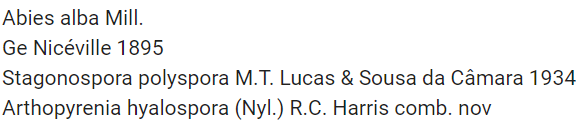 Abies alba Mill.
Ge Nicéville 1895
Stagonospora polyspora M.T. Lucas & Sousa da Câmara 1934
Arthopyrenia hyalospora (Nyl.) R.C. Harris comb. nov